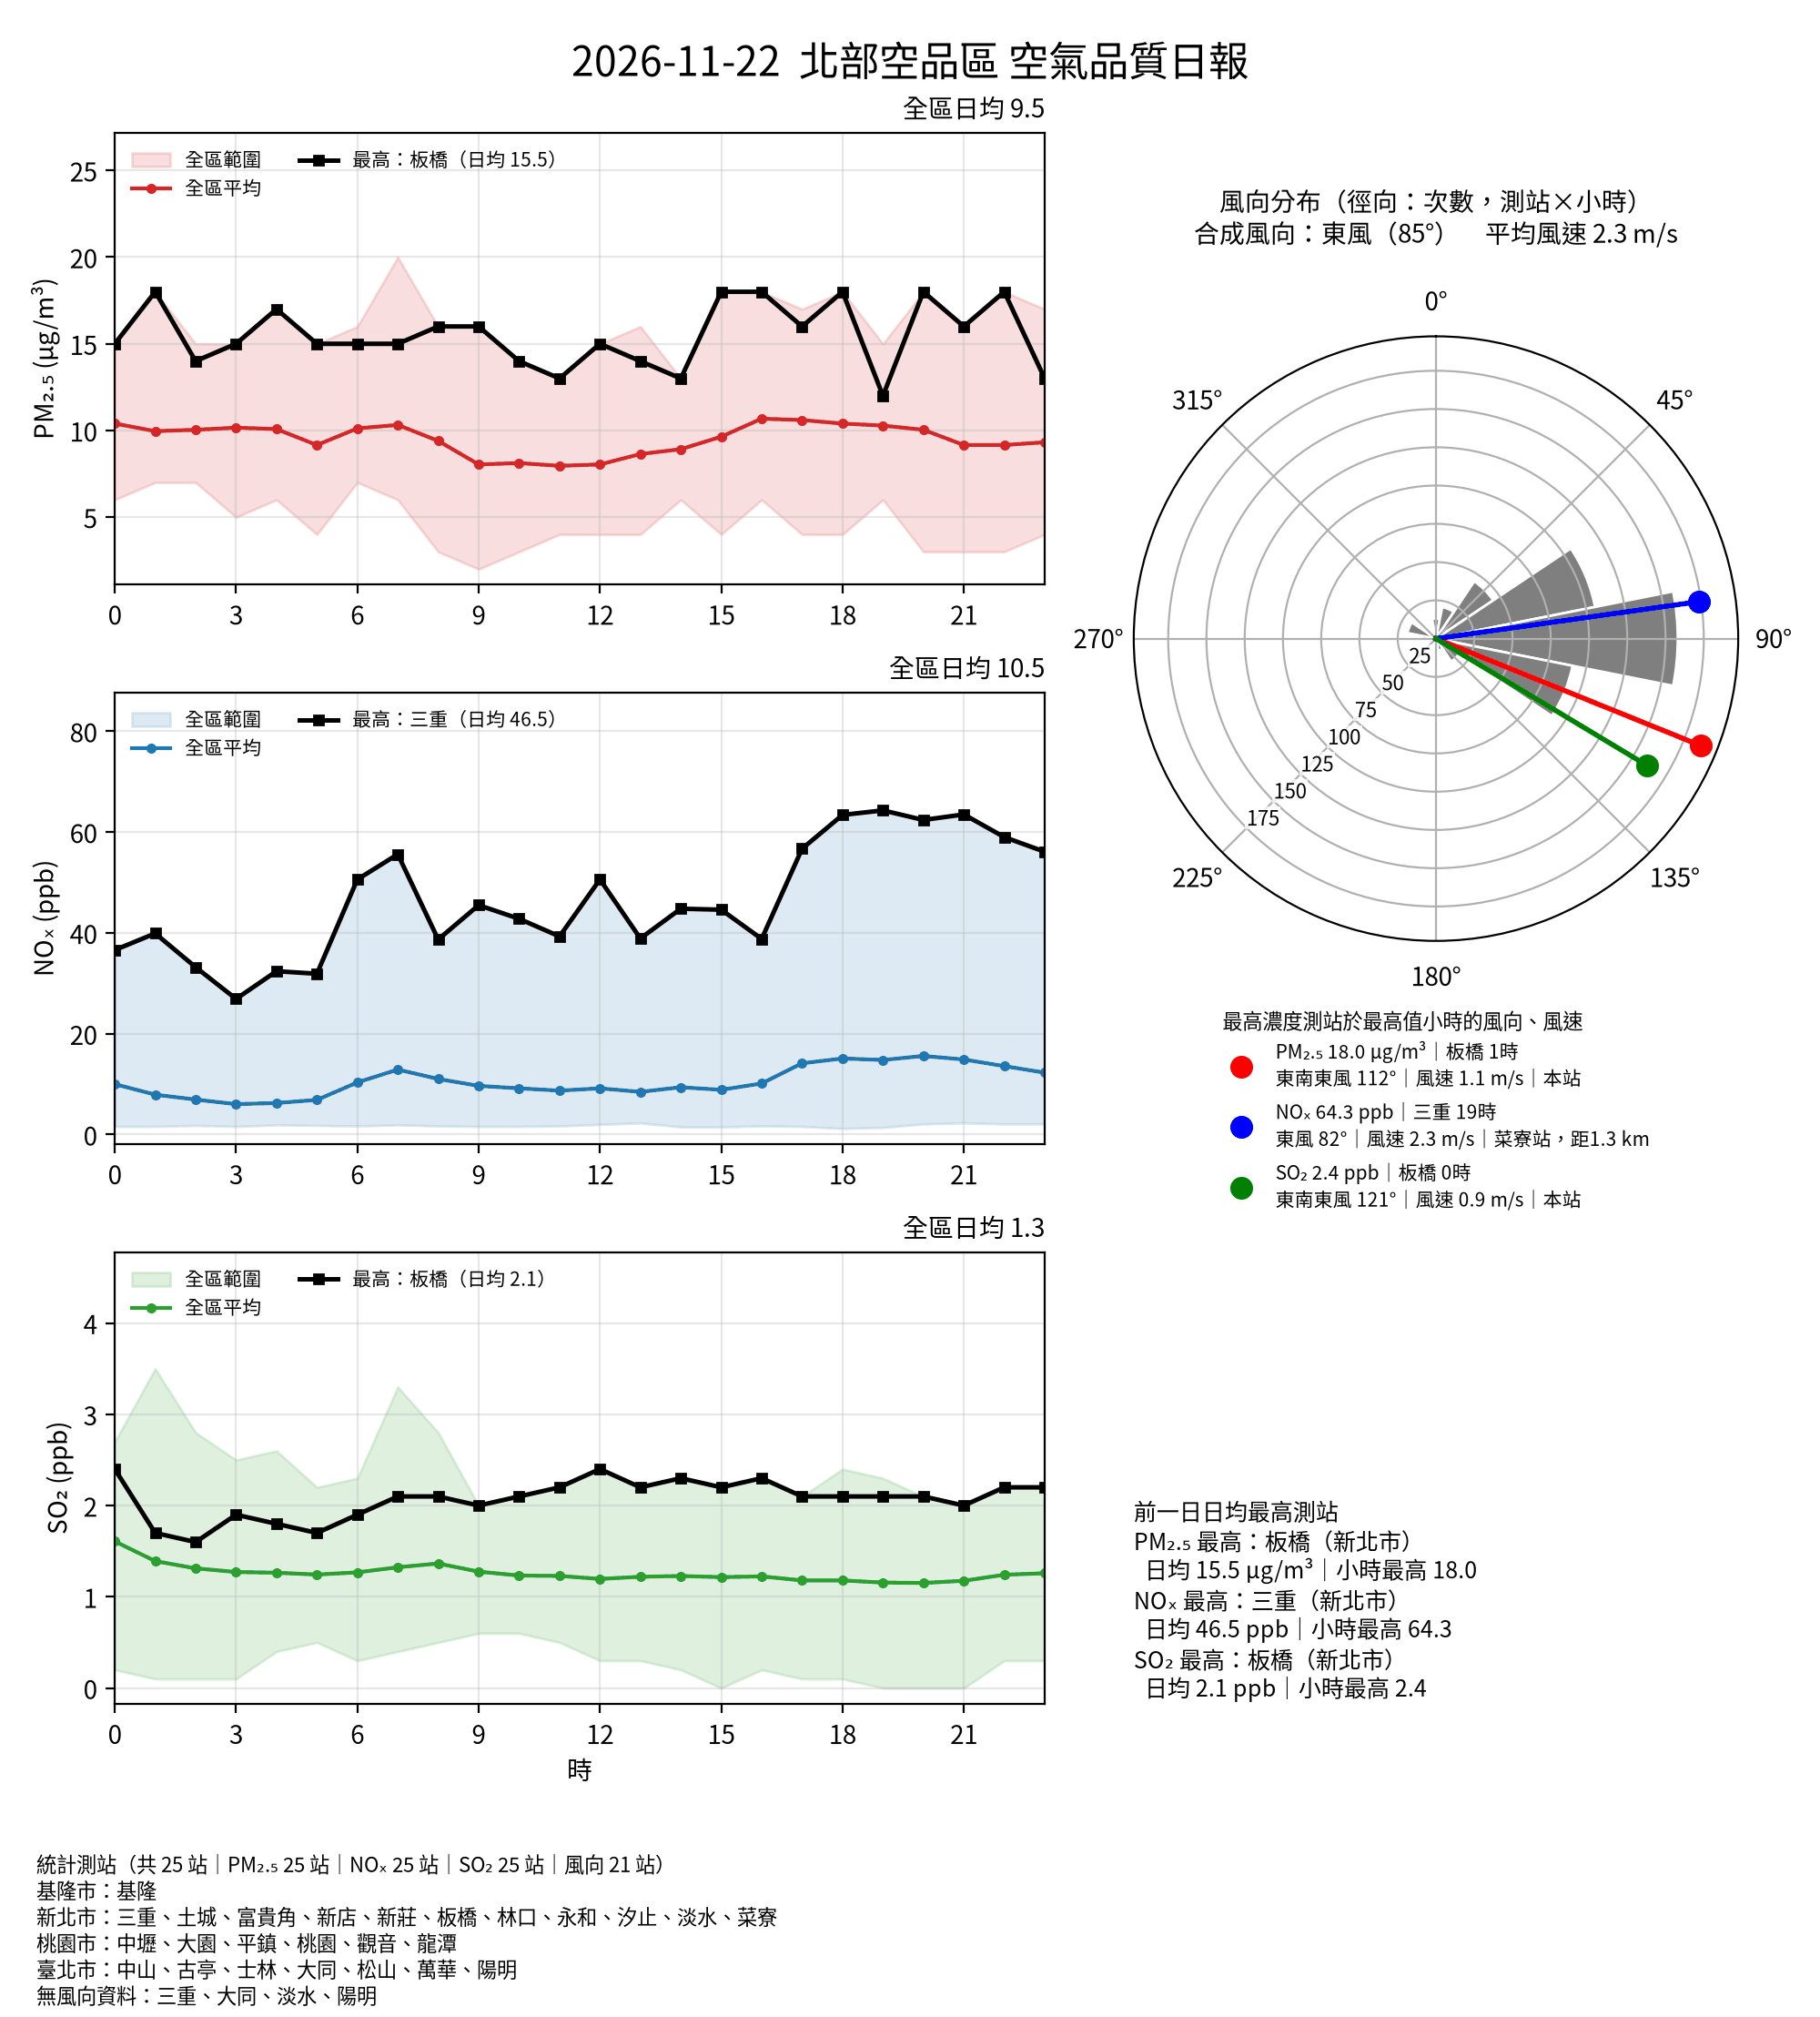 2026-11-22 北部空品區 空氣品質日報
全區日均 9.5
全區範圍
全區平均
最高：板橋（日均 15.5）
PM₂.₅ (μg/m³)
25
20
15
10
5
0 3 6 9 12 15 18 21
全區日均 10.5
全區範圍
全區平均
最高：三重（日均 46.5）
NOₓ (ppb)
80
60
40
20
0
0 3 6 9 12 15 18 21
全區日均 1.3
全區範圍
全區平均
最高：板橋（日均 2.1）
SO₂ (ppb)
4
3
2
1
0
0 3 6 9 12 15 18 21
時
風向分布（徑向：次數，測站×小時）
合成風向：東風（85°） 平均風速 2.3 m/s
0°
45°
90°
135°
180°
225°
270°
315°
25
50
75
100
125
150
175
最高濃度測站於最高值小時的風向、風速
PM₂.₅ 18.0 μg/m³｜板橋 1時
東南東風 112°｜風速 1.1 m/s｜本站
NOₓ 64.3 ppb｜三重 19時
東風 82°｜風速 2.3 m/s｜菜寮站，距1.3 km
SO₂ 2.4 ppb｜板橋 0時
東南東風 121°｜風速 0.9 m/s｜本站
前一日日均最高測站
PM₂.₅ 最高：板橋（新北市）
日均 15.5 μg/m³｜小時最高 18.0
NOₓ 最高：三重（新北市）
日均 46.5 ppb｜小時最高 64.3
SO₂ 最高：板橋（新北市）
日均 2.1 ppb｜小時最高 2.4
統計測站（共 25 站｜PM₂.₅ 25 站｜NOₓ 25 站｜SO₂ 25 站｜風向 21 站）
基隆市：基隆
新北市：三重、土城、富貴角、新店、新莊、板橋、林口、永和、汐止、淡水、菜寮
桃園市：中壢、大園、平鎮、桃園、觀音、龍潭
臺北市：中山、古亭、士林、大同、松山、萬華、陽明
無風向資料：三重、大同、淡水、陽明